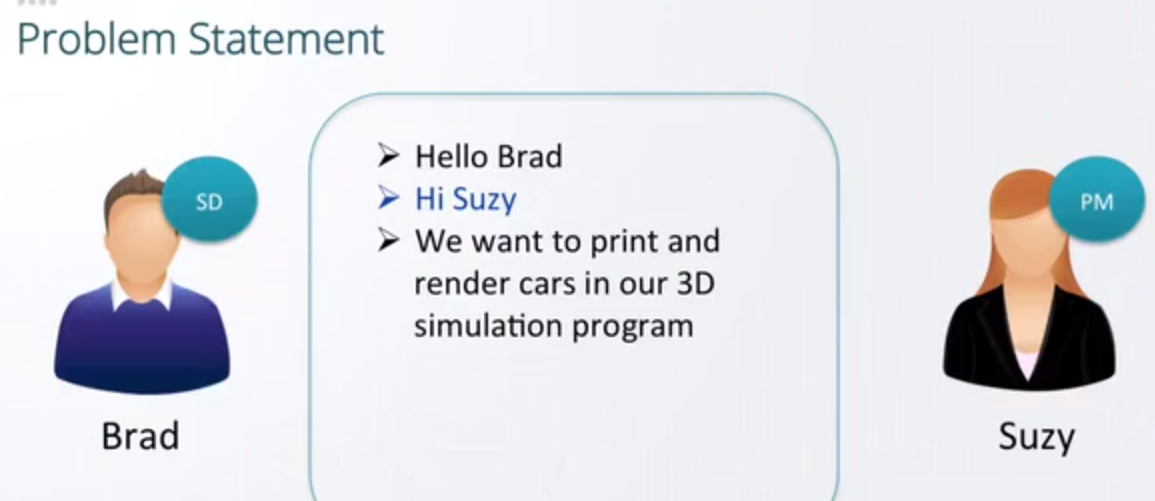 Problem Statement
SD
PM
➢ Hello Brad
➢ Hi Suzy
➢ We want to print and
render cars in our 3D
simulation program
Brad
Suzy